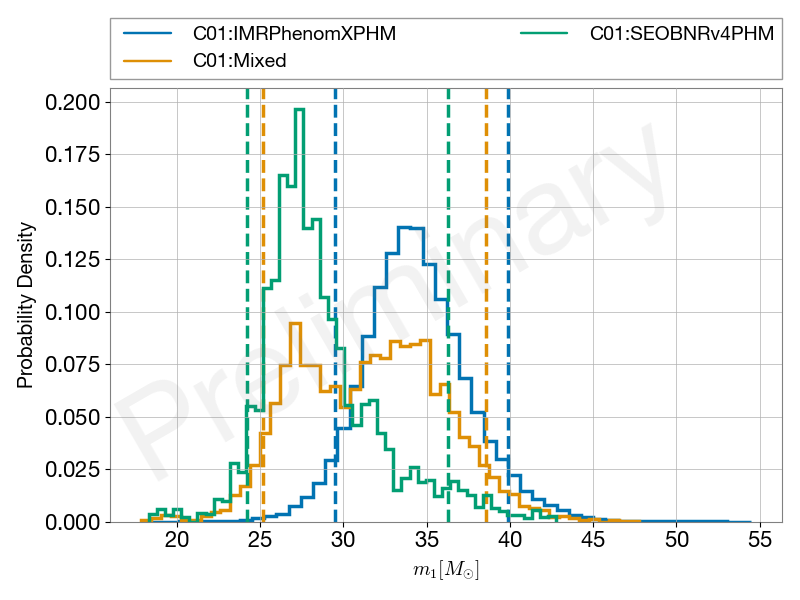 C01:IMRPhenomXPHM C01:SEOBNRv4PHM
C01:Mixed
0.200
0.175
0.150
0.125
0.100
0.075
0.050
0.025
0.000
Probability Density
Preliminary
20 25 30 35 40 45 50 55
m₁[M☉]